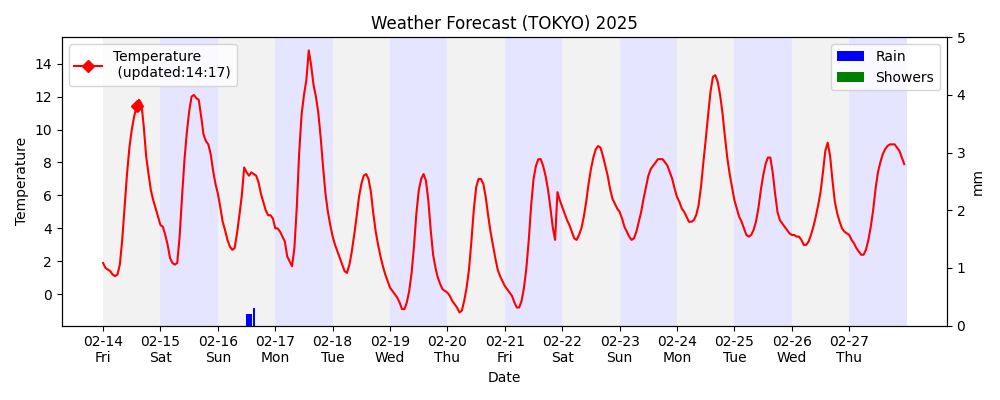 Weather Forecast (TOKYO) 2025
Temperature
(updated:14:17)
Rain
Showers
Temperature
14
12
10
8
6
4
2
0
5
4
3
2
1
0
mm
02-14 02-15 02-16 02-17 02-18 02-19 02-20 02-21 02-22 02-23 02-24 02-25 02-26 02-27
Fri Sat Sun Mon Tue Wed Thu Fri Sat Sun Mon Tue Wed Thu
Date